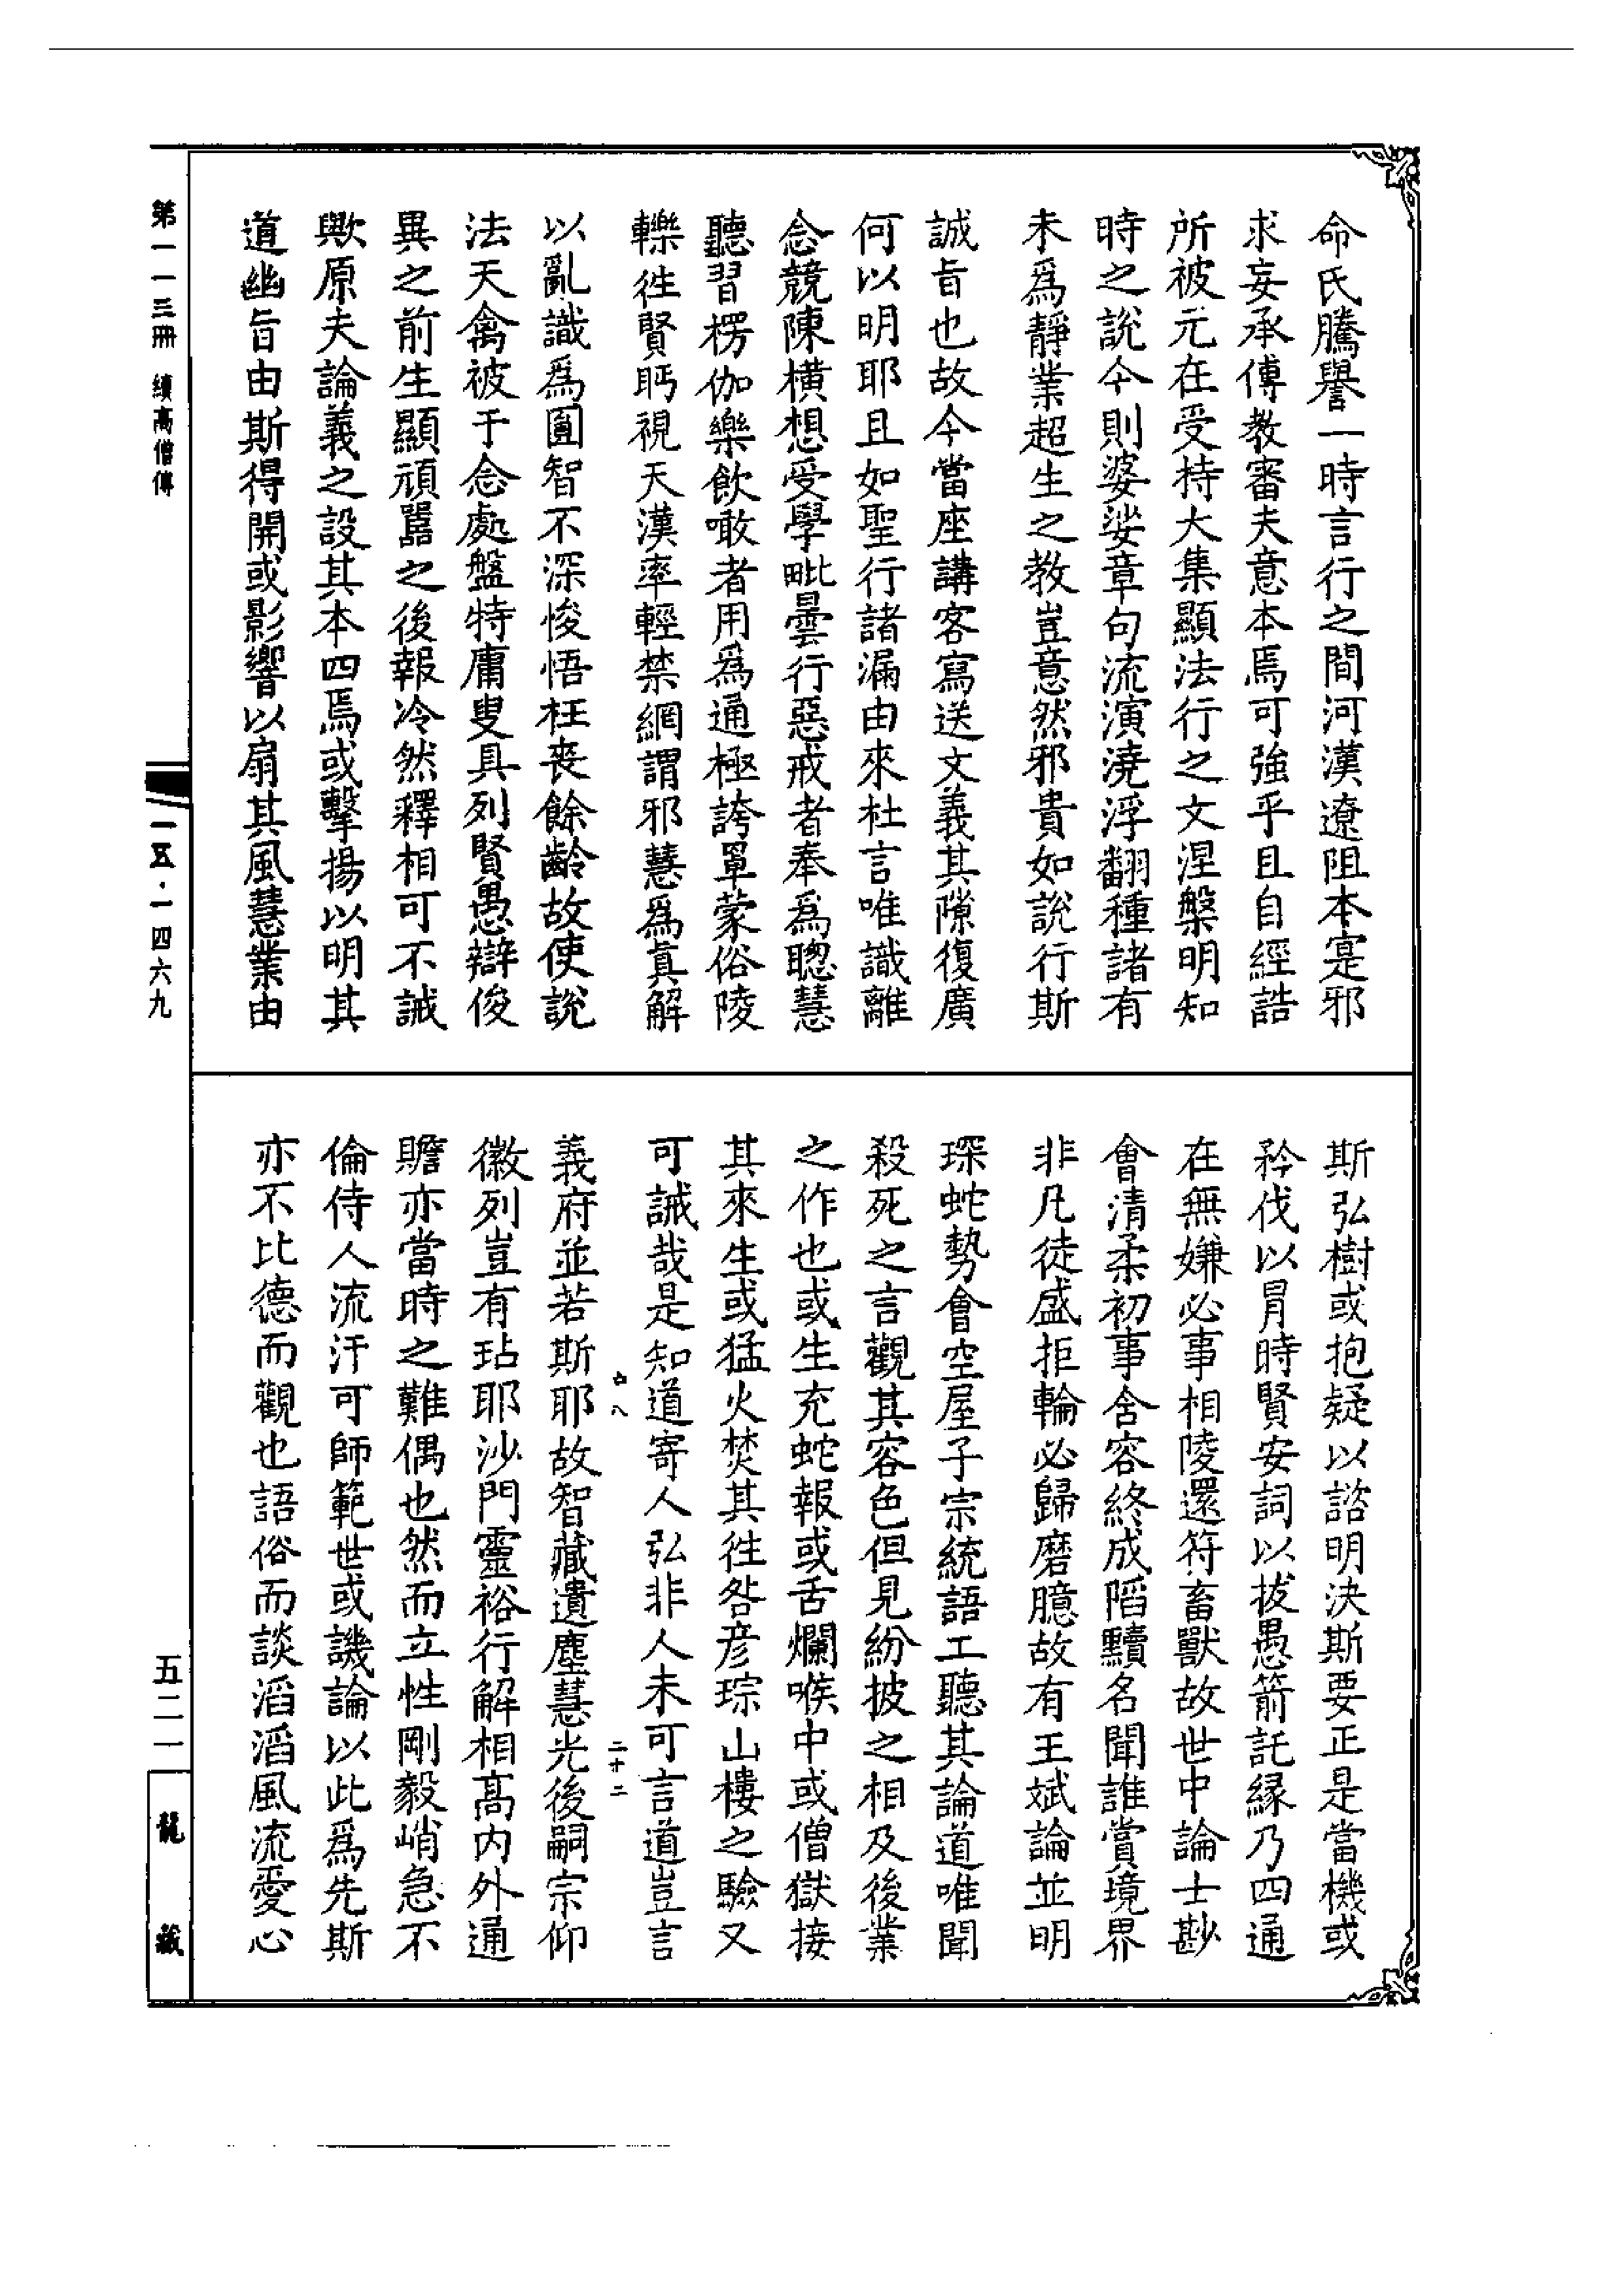 命氏騰譽一時言行之間河漢遼阻本寔邪
求妄承傳教審夫意本焉可強乎且自經誥
所被元在受持大集顯法行之文涅槃明知
時之說今則婆娑章句流演澆浮翻種諸有
未爲靜業超生之教豈意然邪貴如說行斯
誠旨也故今當座講客寫送文義其隙復廣
何以明耶且如聖行諸漏由來杜言唯識離
念競陳橫想受學毗曇行惡戒者奉爲聰慧
聽習楞伽樂飲噉者用爲通極誇罩蒙俗陵
轢往賢眄視天漢率輕禁網謂邪慧爲真解
以亂識爲圓智不深悛悟枉喪餘齡故使說
法天禽被于念處盤特庸叟具列賢愚辯俊
異之前生顯頑嚚之後報冷然釋相可不誠
歟原夫論義之設其本四焉或擊揚以明其
道幽旨由斯得開或影響以扇其風慧業由
斯弘樹或抱疑以諮明決斯要正是當機或
矜伐以冐時賢安詞以拔愚箭託緣乃四通
在無嫌必事相陵還符畜獸故世中論士尠
會清柔初事含容終成謟黷名聞誰賞境界
非凡徒盛拒輪必歸磨臆故有王斌論並明
琛蛇勢會空屋子宗統語工聽其論道唯聞
殺死之言觀其容色但見紛披之相及後業
之作也或生充蛇報或舌爛喉中或僧獄接
其來生或猛火焚其往咎彥琮山樓之驗又
可誡哉是知道寄人弘非人未可言道豈言
義府並若斯耶故智藏遺塵慧光後嗣宗仰
徽列豈有玷耶沙門靈裕行解相高內外通
贍亦當時之難偶也然而立性剛毅峭急不
倫侍人流汗可師範世或譏論以此爲先斯
亦不比德而觀也語俗而談滔滔風流愛心
八
二十二
第一一三冊 續高僧傳
一五·一四六九
五二一
龍藏